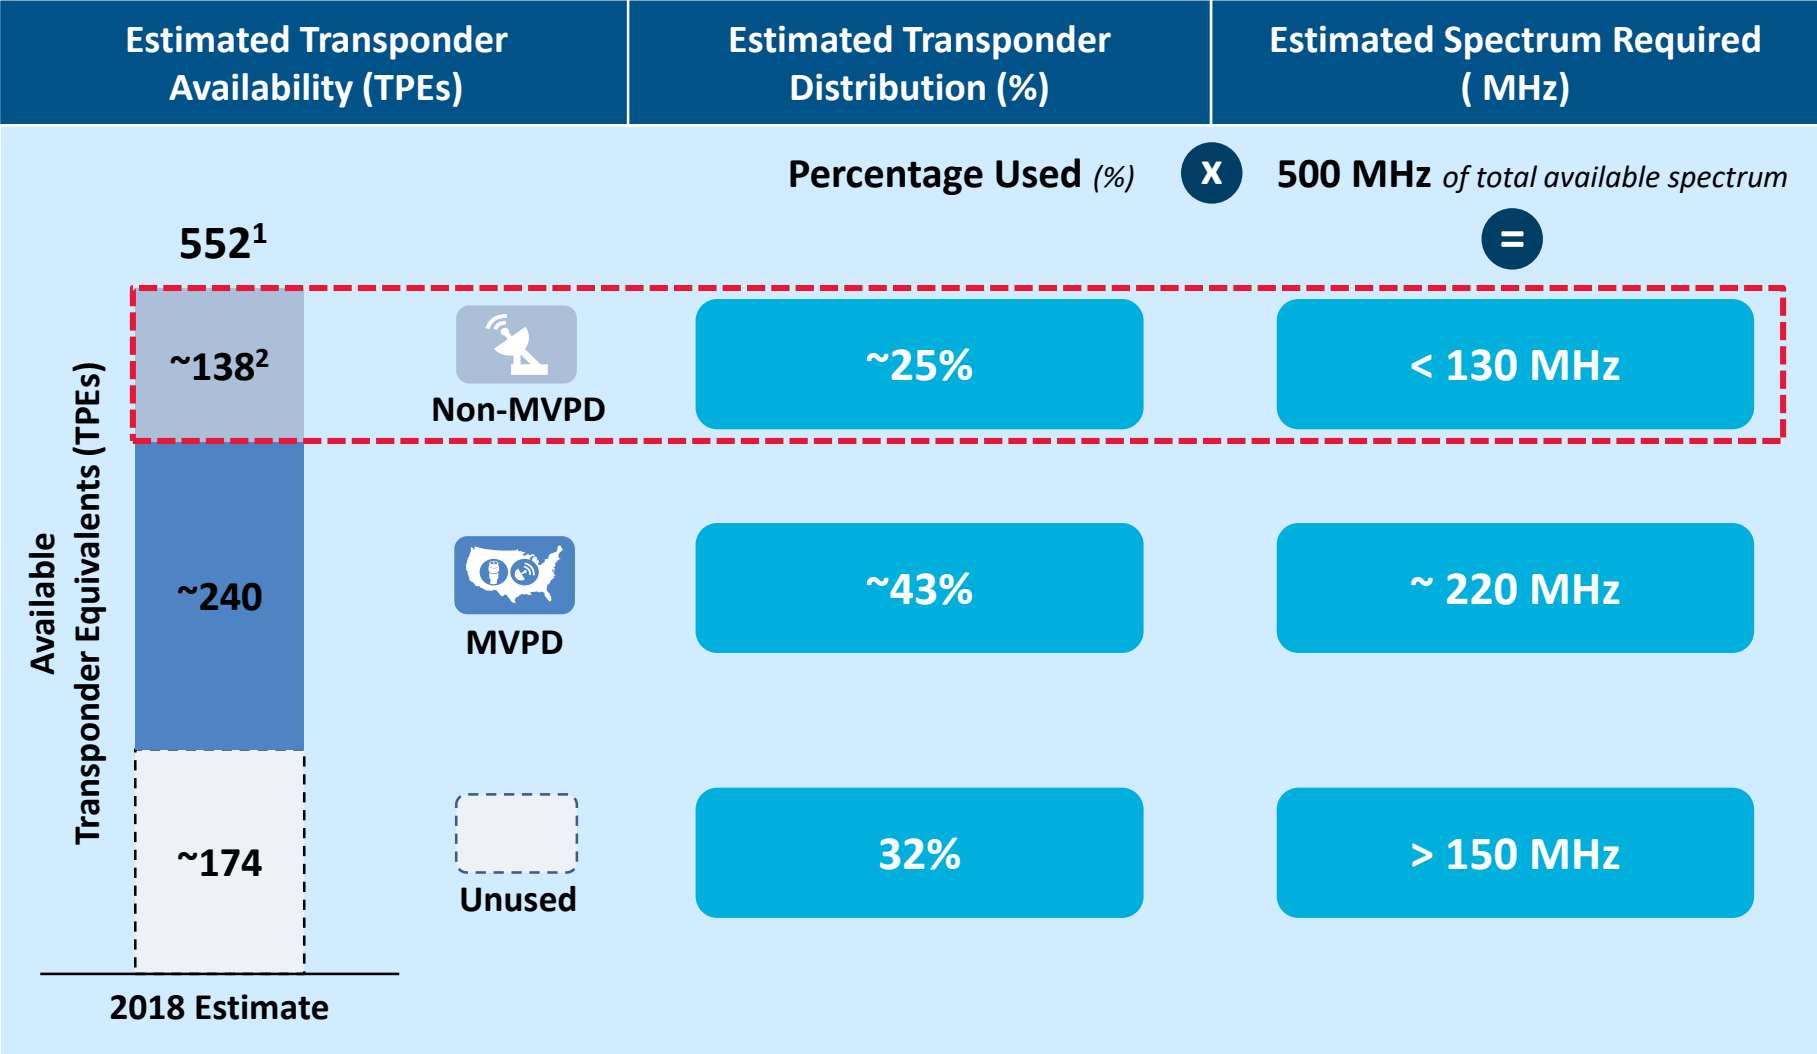 Estimated Transponder
Availability (TPEs)
Estimated Transponder
Distribution (%)
Estimated Spectrum Required
( MHz)
Percentage Used (%)
X
500 MHz of total available spectrum
=
552¹
Available
Transponder Equivalents (TPEs)
~138²
Non-MVPD
~25%
< 130 MHz
~240
MVPD
~43%
~ 220 MHz
~174
Unused
32%
> 150 MHz
2018 Estimate